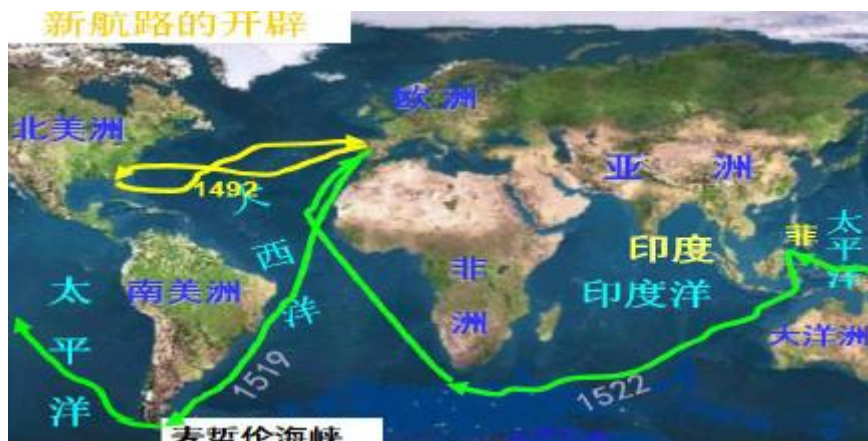 新航路的开辟
欧洲
北美洲
亚洲
1492
大西洋
太平洋
菲
印度
非洲
南美洲
印度洋
太平洋
大洋洲
1519
1522
麦哲伦海峡